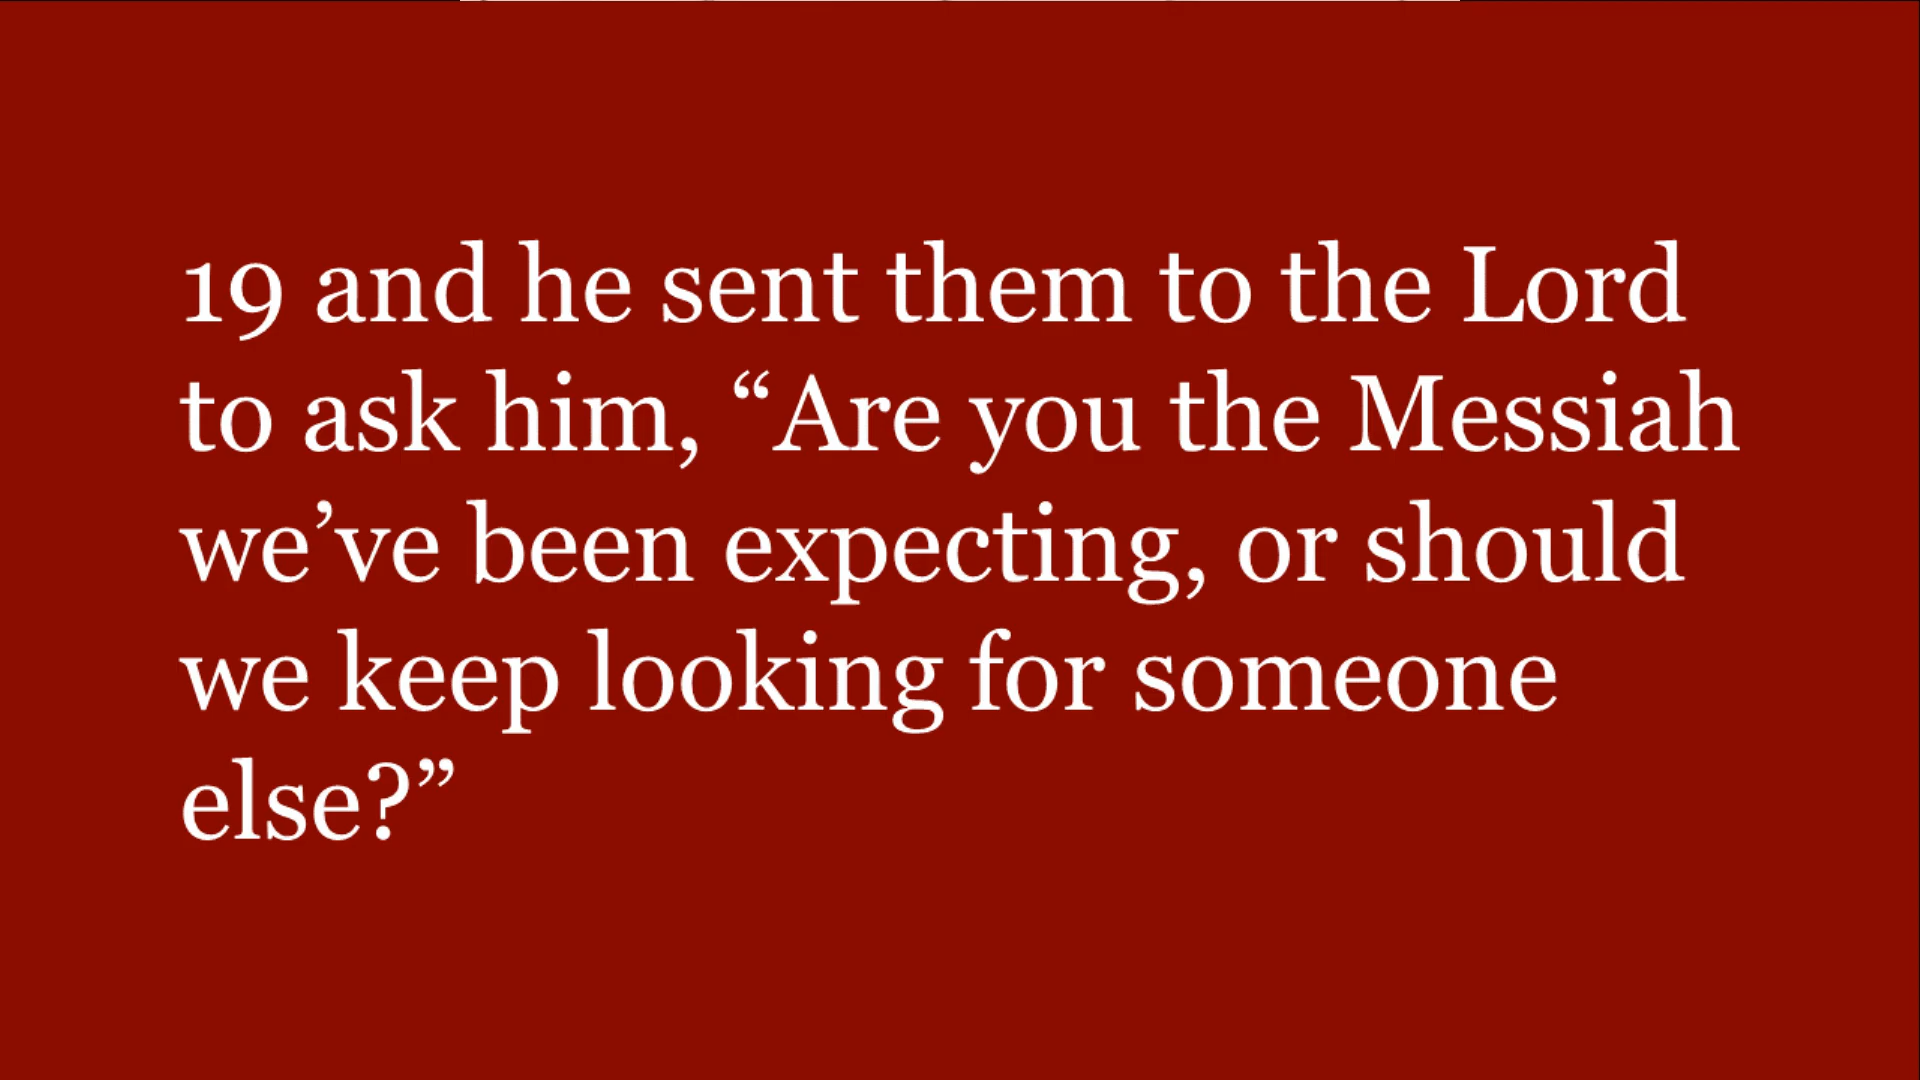 19 and he sent them to the Lord
to ask him, “Are you the Messiah
we’ve been expecting, or should
we keep looking for someone
else?”